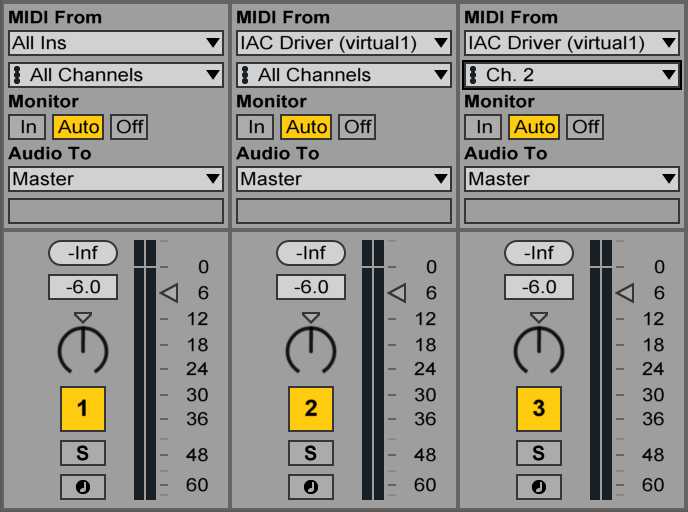 MIDI From
All Ins
All Channels
Monitor
In Auto Off
Audio To
Master
MIDI From
IAC Driver (virtual1)
All Channels
Monitor
In Auto Off
Audio To
Master
MIDI From
IAC Driver (virtual1)
Ch. 2
Monitor
In Auto Off
Audio To
Master
-Inf
-6.0
1
S
0
6
12
18
24
30
36
48
60
-Inf
-6.0
2
S
0
6
12
18
24
30
36
48
60
-Inf
-6.0
3
S
0
6
12
18
24
30
36
48
60